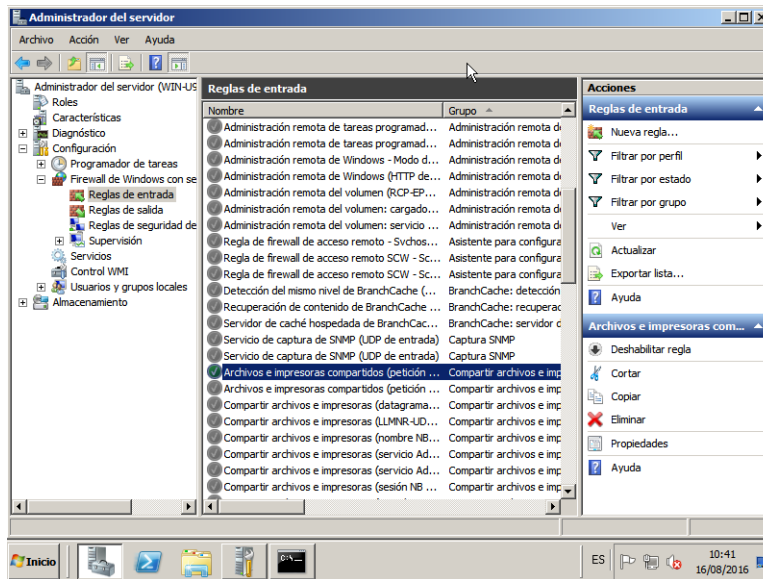 Administrador del servidor
Archivo Acción Ver Ayuda
Administrador del servidor (WIN-US
Roles
Características
Diagnóstico
Configuración
Programador de tareas
Firewall de Windows con se
Reglas de entrada
Reglas de salida
Reglas de seguridad de
Supervisión
Servicios
Control WMI
Usuarios y grupos locales
Almacenamiento
Reglas de entrada
Nombre Grupo
Administración remota de tareas programad... Administración remota de
Administración remota de tareas programad... Administración remota de
Administración remota de Windows - Modo d... Administración remota de
Administración remota de Windows (HTTP de... Administración remota de
Administración remota del volumen (RCP-EP... Administración remota de
Administración remota del volumen: cargado... Administración remota de
Administración remota del volumen: servicio ... Administración remota de
Regla de firewall de acceso remoto - Svchos... Asistente para configura
Regla de firewall de acceso remoto SCW - Sc... Asistente para configura
Regla de firewall de acceso remoto SCW - Sc... Asistente para configura
Detección del mismo nivel de BranchCache (... BranchCache: detección
Recuperación de contenido de BranchCache ... BranchCache: recuperac
Servidor de caché hospedada de BranchCac... BranchCache: servidor d
Servicio de captura de SNMP (UDP de entrada) Captura SNMP
Servicio de captura de SNMP (UDP de entrada) Captura SNMP
Archivos e impresoras compartidos (petición ... Compartir archivos e imp
Archivos e impresoras compartidos (petición ... Compartir archivos e imp
Compartir archivos e impresoras (datagrama... Compartir archivos e imp
Compartir archivos e impresoras (LLMNR-UD... Compartir archivos e imp
Compartir archivos e impresoras (nombre NB... Compartir archivos e imp
Compartir archivos e impresoras (servicio Ad... Compartir archivos e imp
Compartir archivos e impresoras (servicio Ad... Compartir archivos e imp
Compartir archivos e impresoras (sesión NB ... Compartir archivos e imp
Acciones
Reglas de entrada
Nueva regla...
Filtrar por perfil
Filtrar por estado
Filtrar por grupo
Ver
Actualizar
Exportar lista...
Ayuda
Archivos e impresoras com...
Deshabilitar regla
Cortar
Copiar
Eliminar
Propiedades
Ayuda
Inicio
ES
10:41
16/08/2016